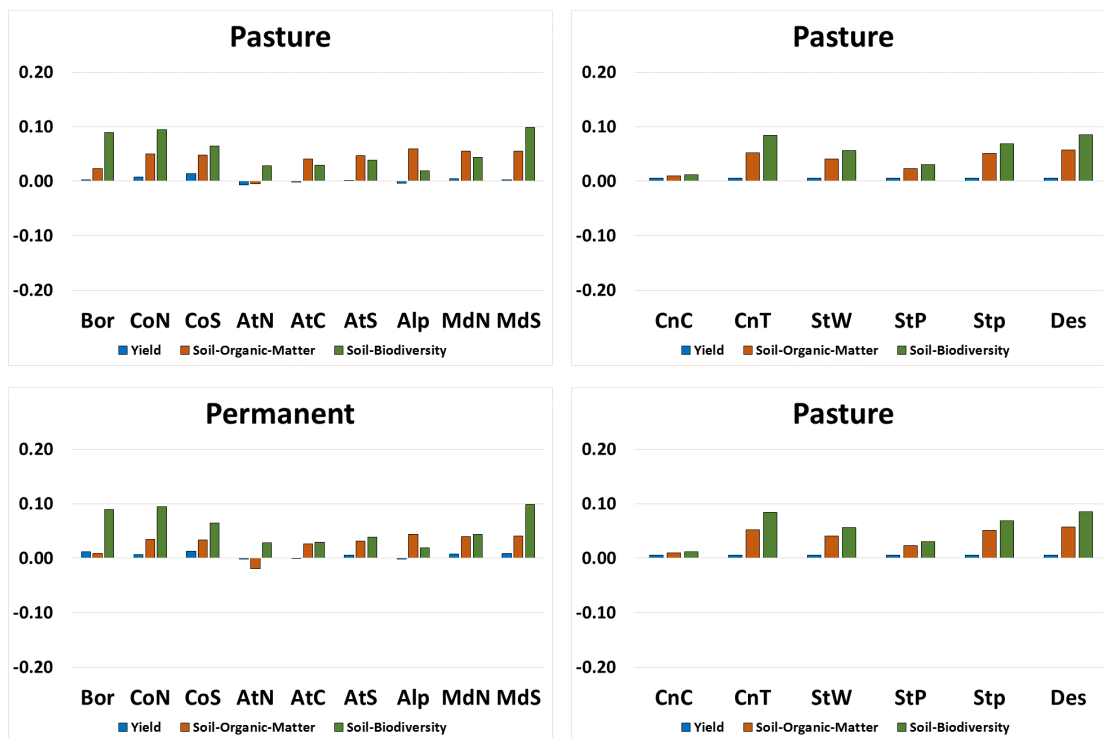 Pasture
0.20
0.10
0.00
-0.10
-0.20
Bor CoN CoS AtN AtC AtS Alp MdN MdS
Yield Soil-Organic-Matter Soil-Biodiversity
Pasture
0.20
0.10
0.00
-0.10
-0.20
CnC CnT StW StP Stp Des
Yield Soil-Organic-Matter Soil-Biodiversity
Permanent
0.20
0.10
0.00
-0.10
-0.20
Bor CoN CoS AtN AtC AtS Alp MdN MdS
Yield Soil-Organic-Matter Soil-Biodiversity
Pasture
0.20
0.10
0.00
-0.10
-0.20
CnC CnT StW StP Stp Des
Yield Soil-Organic-Matter Soil-Biodiversity